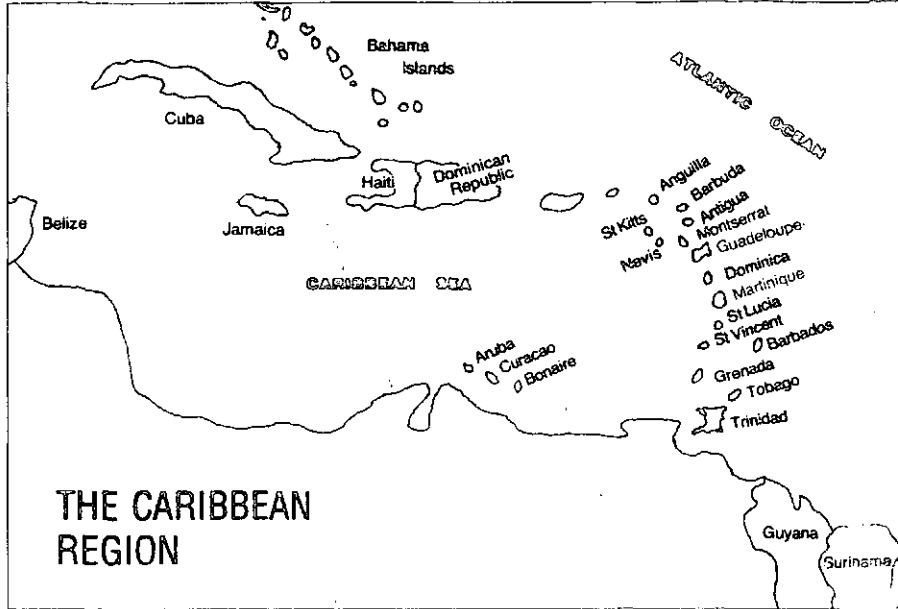 Bahama
Islands
ATLANTIC OCEAN
Cuba
Haiti
Dominican
Republic
Anguilla
Barbuda
St Kitts
Antigua
Belize
Jamaica
Nevis
Montserrat
Guadeloupe
CARIBBEAN SEA
Dominica
Martinique
St Lucia
St Vincent
Barbados
Aruba
Curacao
Bonaire
Grenada
Tobago
Trinidad
THE CARIBBEAN
REGION
Guyana
Suriname